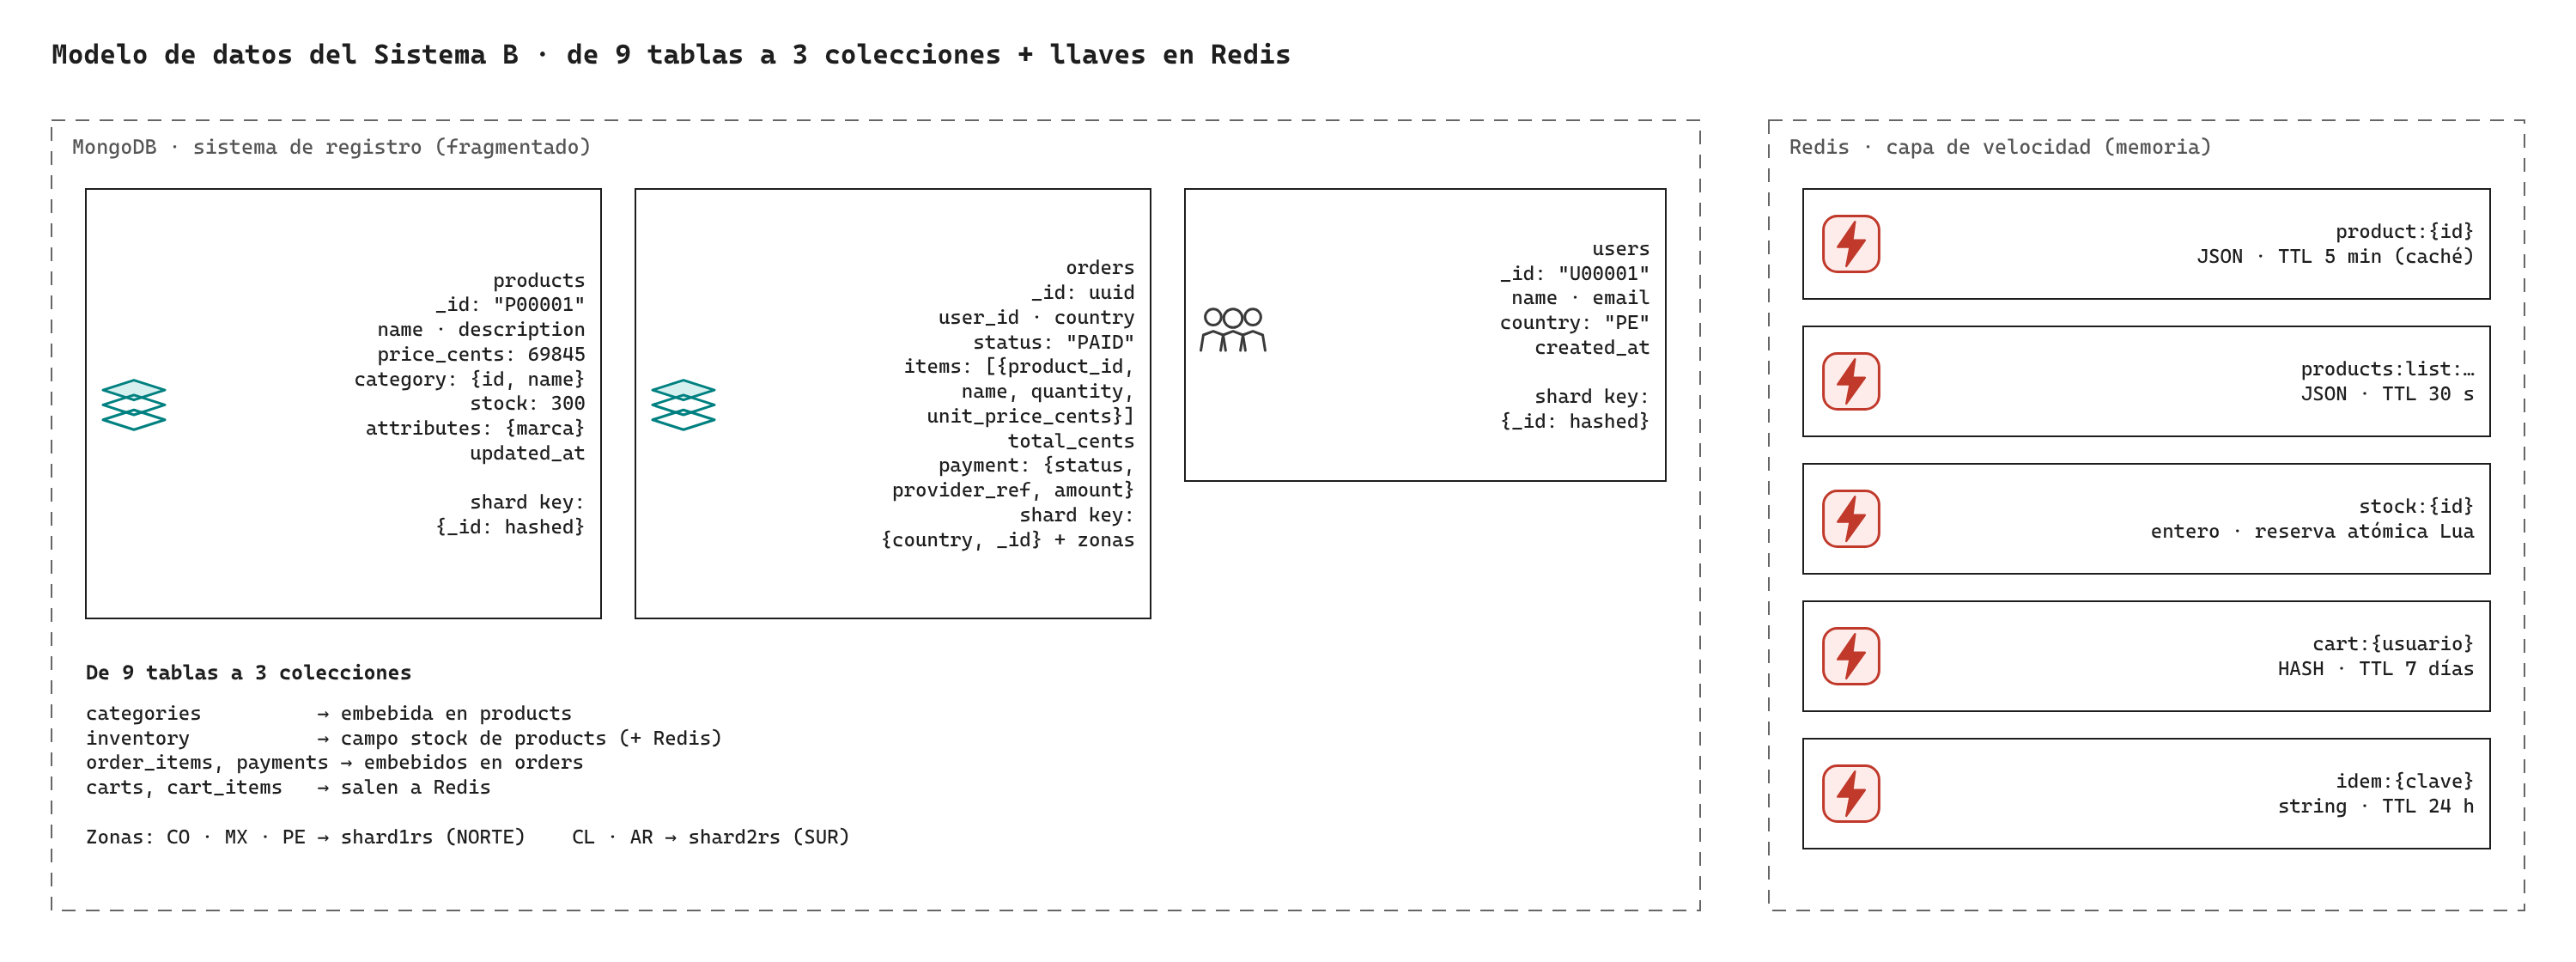 Modelo de datos del Sistema B · de 9 tablas a 3 colecciones + llaves en Redis
MongoDB · sistema de registro (fragmentado)
products
_id: "P00001"
name · description
price_cents: 69845
category: {id, name}
stock: 300
attributes: {marca}
updated_at
shard key:
{_id: hashed}
orders
_id: uuid
user_id · country
status: "PAID"
items: [{product_id,
name, quantity,
unit_price_cents}]
total_cents
payment: {status,
provider_ref, amount}
shard key:
{country, _id} + zonas
users
_id: "U00001"
name · email
country: "PE"
created_at
shard key:
{_id: hashed}
De 9 tablas a 3 colecciones
categories → embebida en products
inventory → campo stock de products (+ Redis)
order_items, payments → embebidos en orders
carts, cart_items → salen a Redis
Zonas: CO · MX · PE → shard1rs (NORTE) CL · AR → shard2rs (SUR)
Redis · capa de velocidad (memoria)
product:{id}
JSON · TTL 5 min (caché)
products:list:…
JSON · TTL 30 s
stock:{id}
entero · reserva atómica Lua
cart:{usuario}
HASH · TTL 7 días
idem:{clave}
string · TTL 24 h